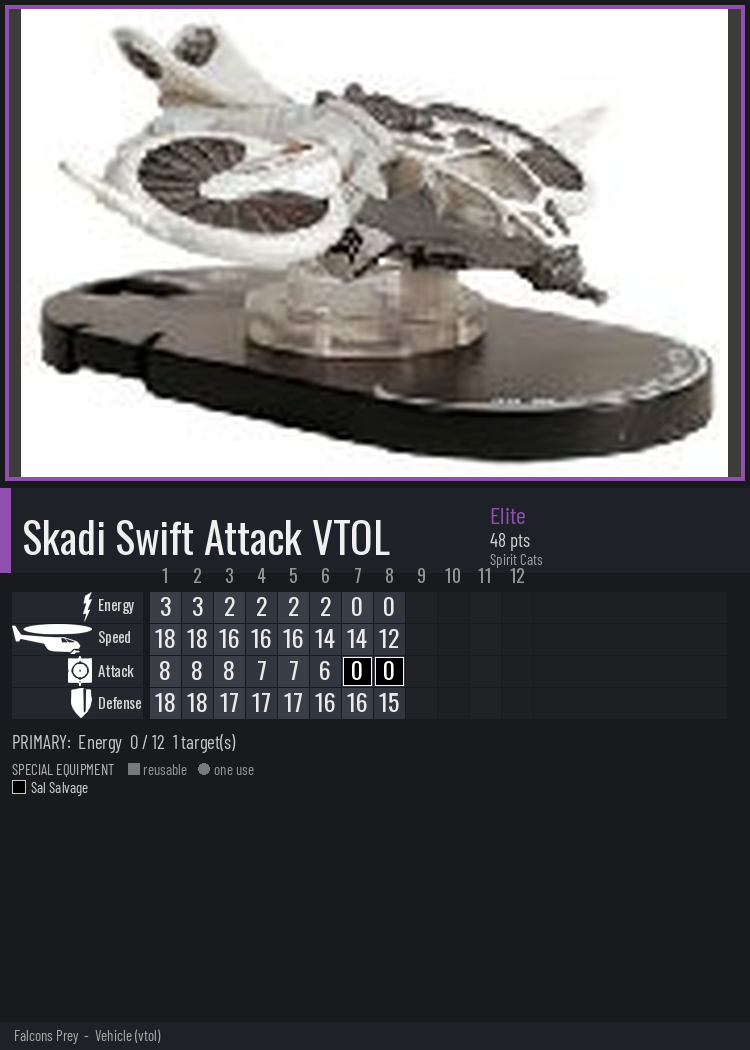 Skadi Swift Attack VTOL
Elite
48 pts
Spirit Cats
1 2 3 4 5 6 7 8 9 10 11 12
Energy 3 3 2 2 2 2 0 0
Speed 18 18 16 16 16 14 14 12
Attack 8 8 8 7 7 6 0 0
Defense 18 18 17 17 17 16 16 15
PRIMARY: Energy 0 / 12 1 target(s)
SPECIAL EQUIPMENT reusable one use
Sal Salvage
Falcons Prey - Vehicle (vtol)